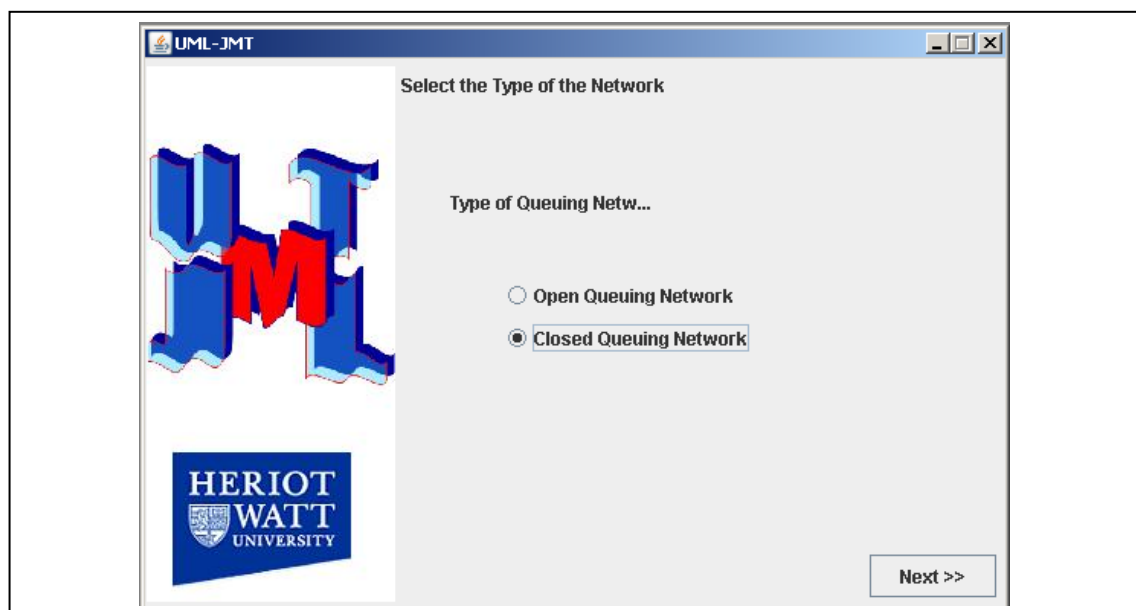 UML-JMT
Select the Type of the Network
Type of Queuing Netw...
Open Queuing Network
Closed Queuing Network
U T
M
J L
HERIOT
WATT
UNIVERSITY
Next >>